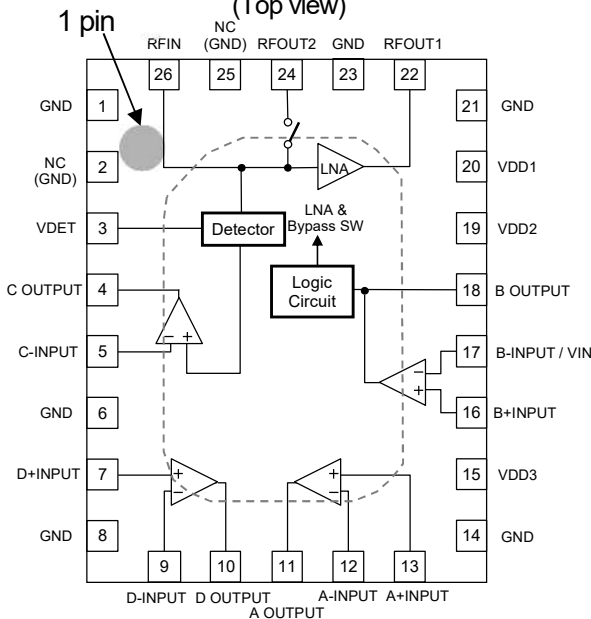 (Top view)
1 pin
NC
(GND)
RFIN
RFOUT2
GND
RFOUT1
26
25
24
23
22
GND
1
21
GND
NC
(GND)
2
LNA
20
VDD1
VDET
3
Detector
LNA &
Bypass SW
19
VDD2
C OUTPUT
4
Logic
Circuit
18
B OUTPUT
C-INPUT
5
− +
−
+
17
B-INPUT / VIN
GND
6
16
B+INPUT
D+INPUT
7
+
−
+
−
15
VDD3
GND
8
14
GND
9
10
11
12
13
D-INPUT
D OUTPUT
A OUTPUT
A-INPUT
A+INPUT